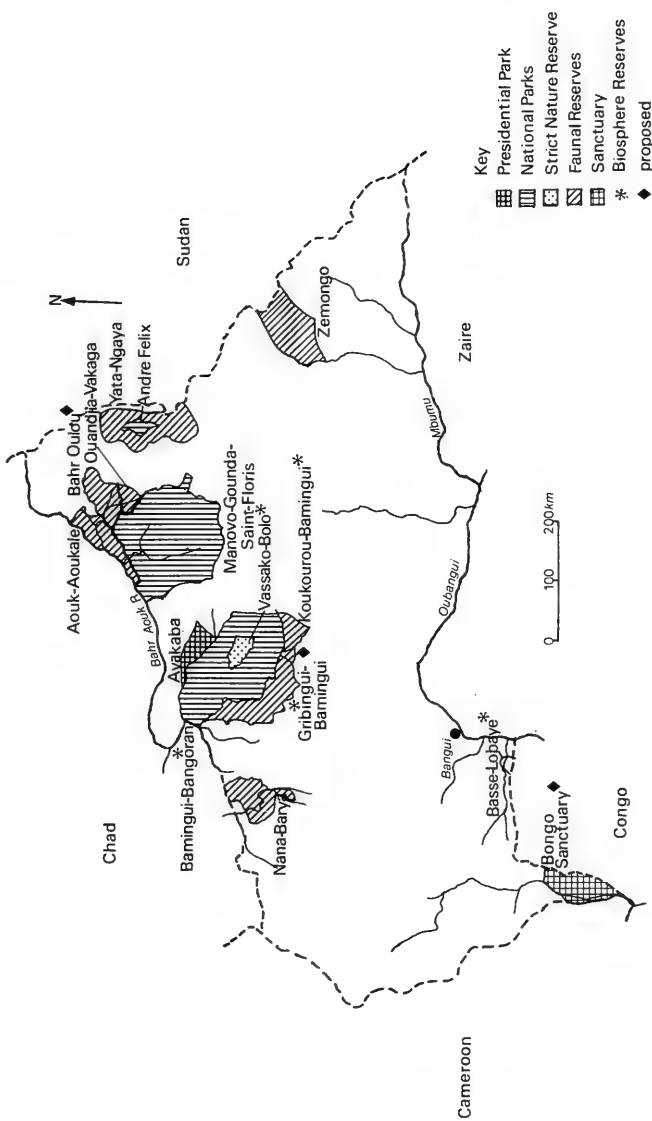 N
Sudan
Bahr Oulou
Ouandjia-Vakaga
Yata-Ngaya
Andre Felix
Aouk-Aoukale
Bahr Aouk R
Avakaba
Chad
Manovo-Gounda-
Saint-Floris
Vassako-Bolo*
Koukourou-Bamingui*
Zemongo
Bamingui-Bangoran
*
*
Gribingui-
Bamingui
Nana-Barya
Zaire
Mbumu
Oubangui
Bangui
Basse-Lobaye*
Bongo
Sanctuary
Congo
Cameroon
0 100 200km
Key
Presidential Park
National Parks
Strict Nature Reserve
Faunal Reserves
Sanctuary
* Biosphere Reserves
♦ proposed